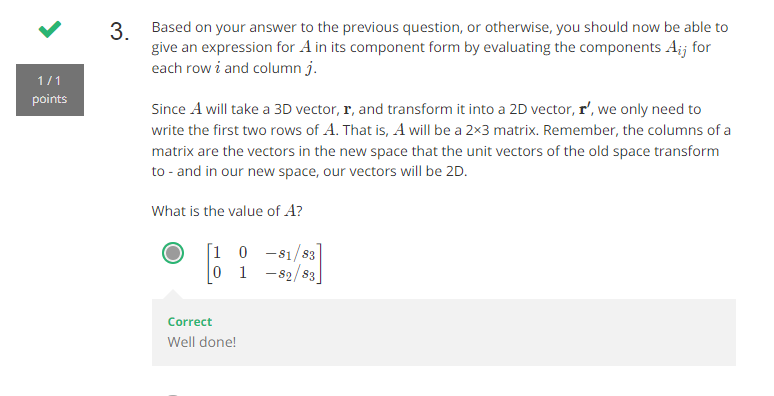 3. Based on your answer to the previous question, or otherwise, you should now be able to
give an expression for A in its component form by evaluating the components A_ij for
each row i and column j.
1 / 1
points
Since A will take a 3D vector, r, and transform it into a 2D vector, r′, we only need to
write the first two rows of A. That is, A will be a 2×3 matrix. Remember, the columns of a
matrix are the vectors in the new space that the unit vectors of the old space transform
to - and in our new space, our vectors will be 2D.
What is the value of A?
[1 0 −s₁/s₃]
[0 1 −s₂/s₃]
Correct
Well done!